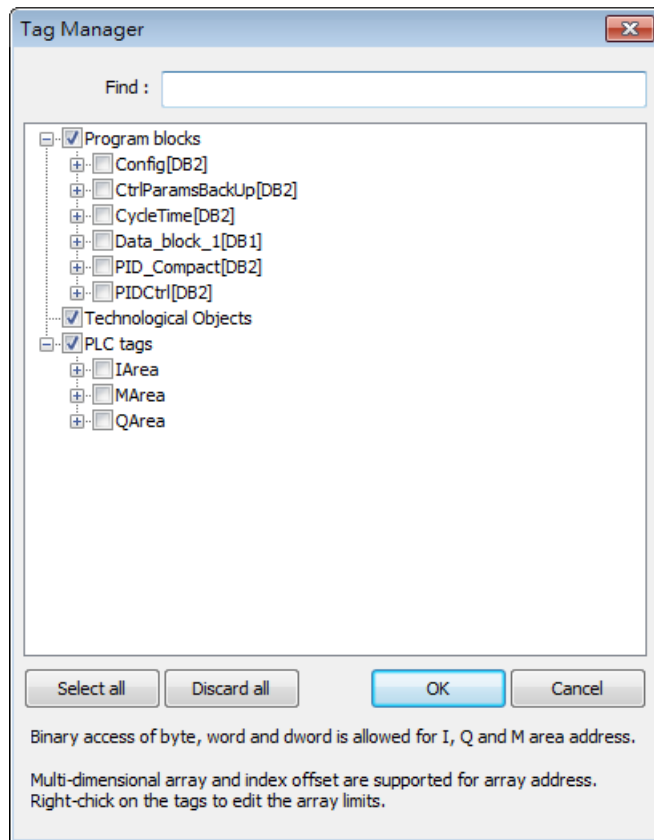 Tag Manager
Find :
Program blocks
Config[DB2]
CtrlParamsBackUp[DB2]
CycleTime[DB2]
Data_block_1[DB1]
PID_Compact[DB2]
PIDCtrl[DB2]
Technological Objects
PLC tags
IArea
MArea
QArea
Select all Discard all OK Cancel
Binary access of byte, word and dword is allowed for I, Q and M area address.
Multi-dimensional array and index offset are supported for array address.
Right-chick on the tags to edit the array limits.